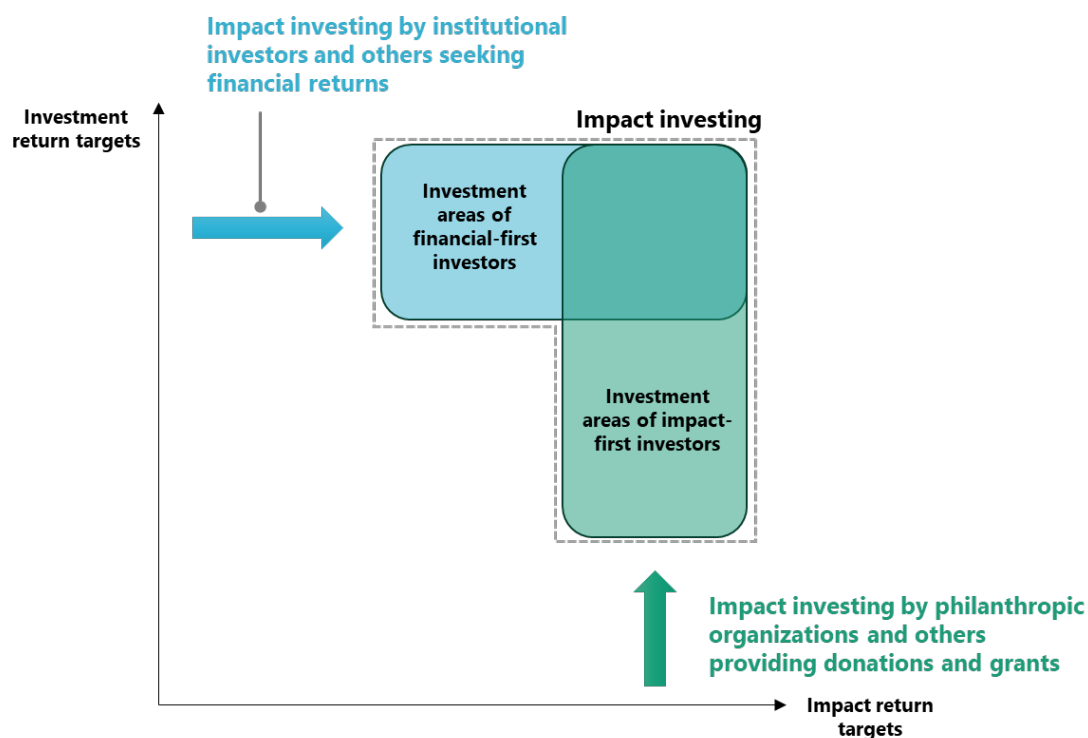 Impact investing by institutional
investors and others seeking
financial returns
Investment
return targets
Impact investing
Investment
areas of
financial-first
investors
Investment
areas of impact-
first investors
Impact investing by philanthropic
organizations and others
providing donations and grants
Impact return
targets